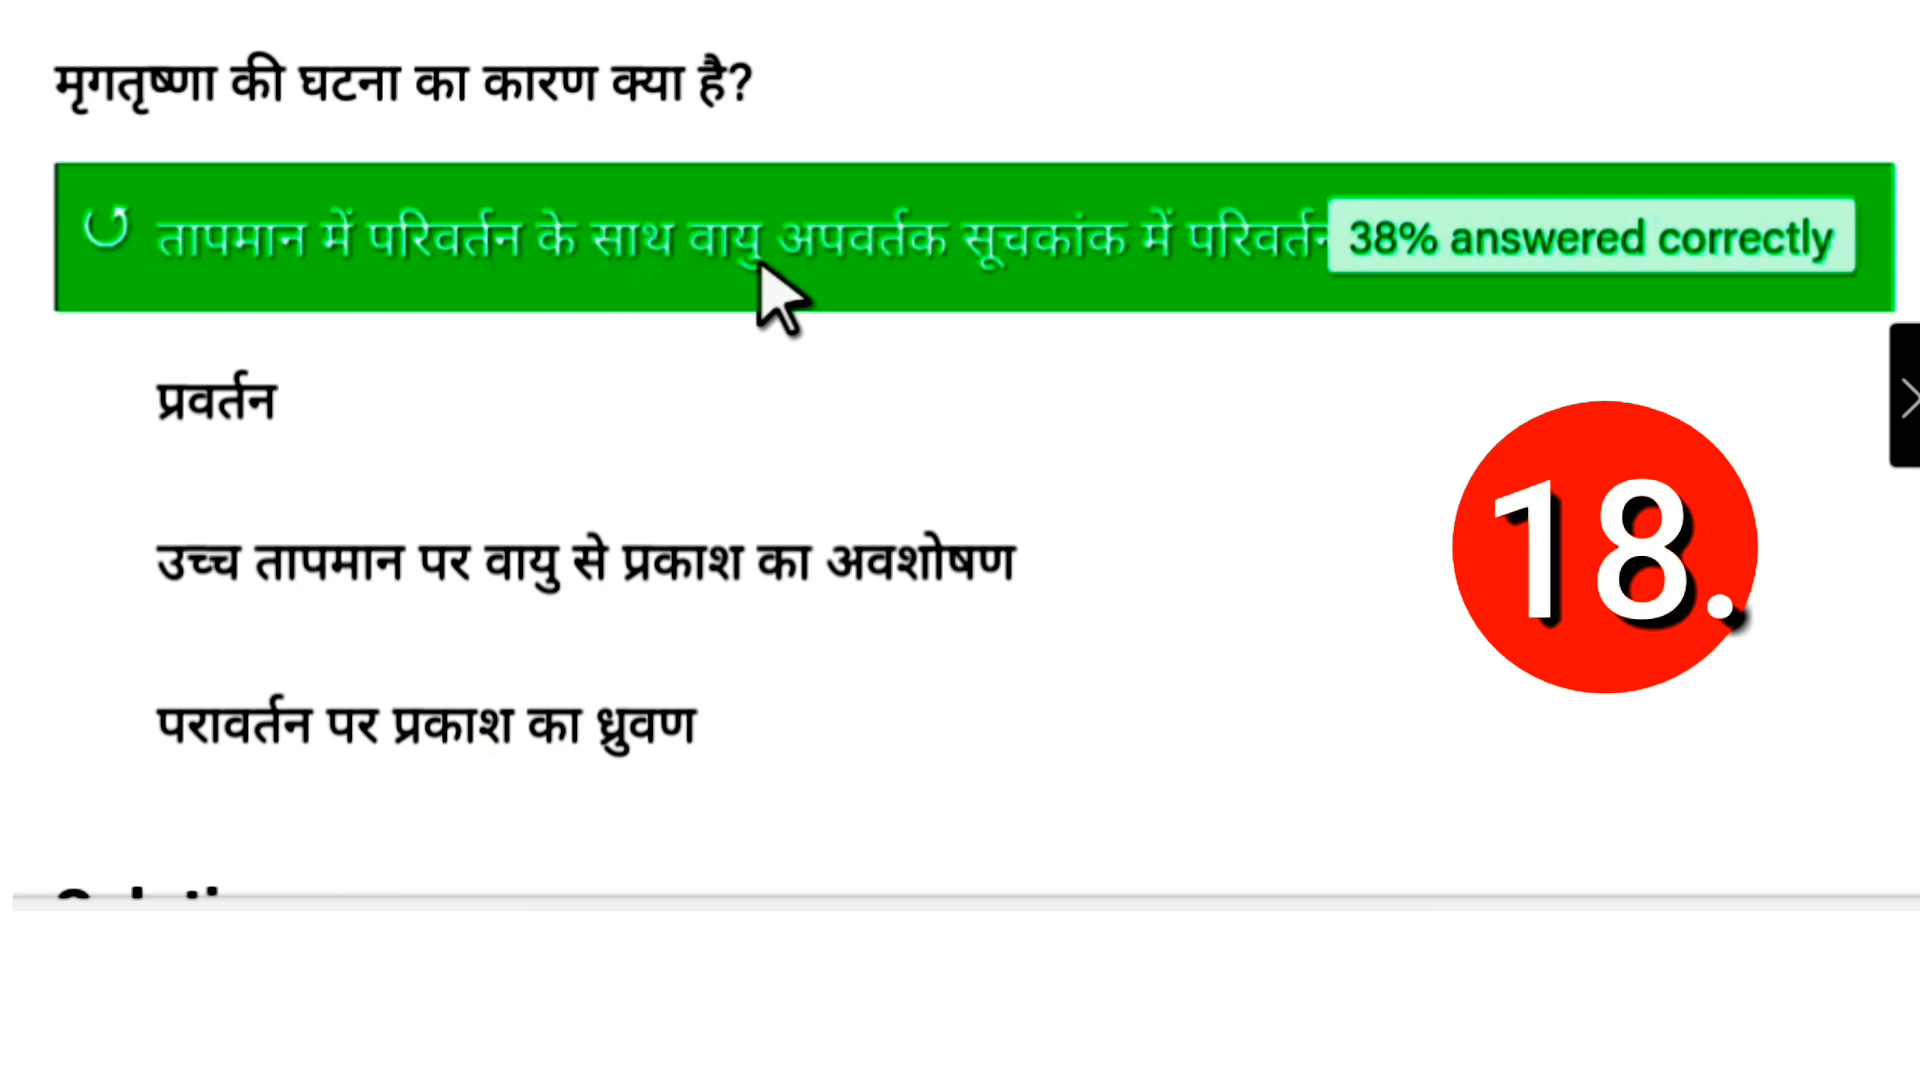 मृगतृष्णा की घटना का कारण क्या है?
तापमान में परिवर्तन के साथ वायु अपवर्तक सूचकांक में परिवर्तन 38% answered correctly
प्रवर्तन
उच्च तापमान पर वायु से प्रकाश का अवशोषण
18.
परावर्तन पर प्रकाश का ध्रुवण